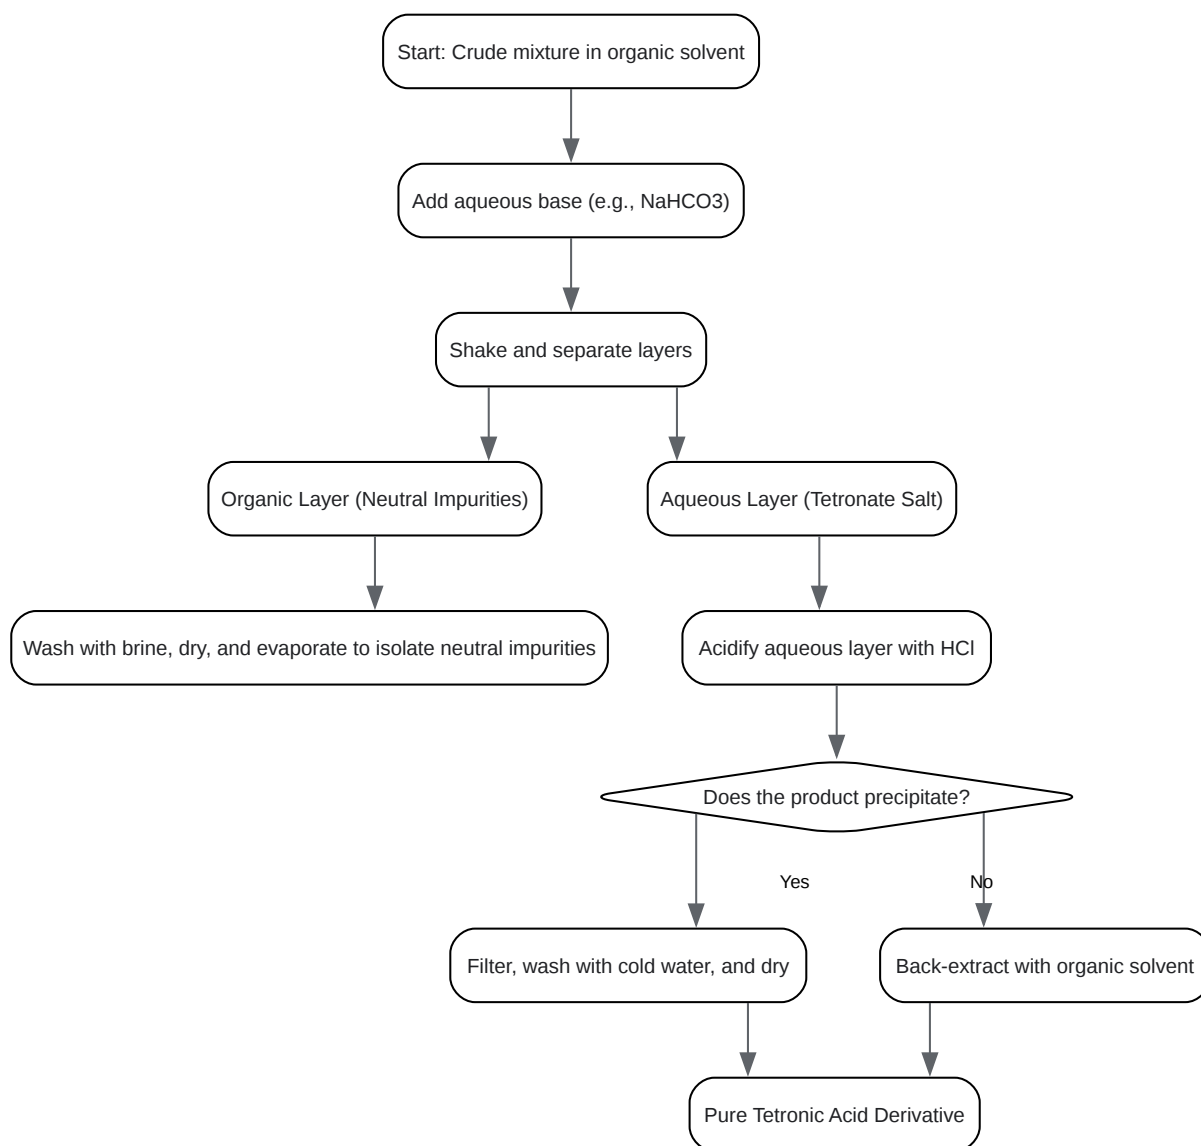 Start: Crude mixture in organic solvent
Add aqueous base (e.g., NaHCO3)
Shake and separate layers
Organic Layer (Neutral Impurities)
Aqueous Layer (Tetronate Salt)
Wash with brine, dry, and evaporate to isolate neutral impurities
Acidify aqueous layer with HCl
Does the product precipitate?
Yes
No
Filter, wash with cold water, and dry
Back-extract with organic solvent
Pure Tetronic Acid Derivative